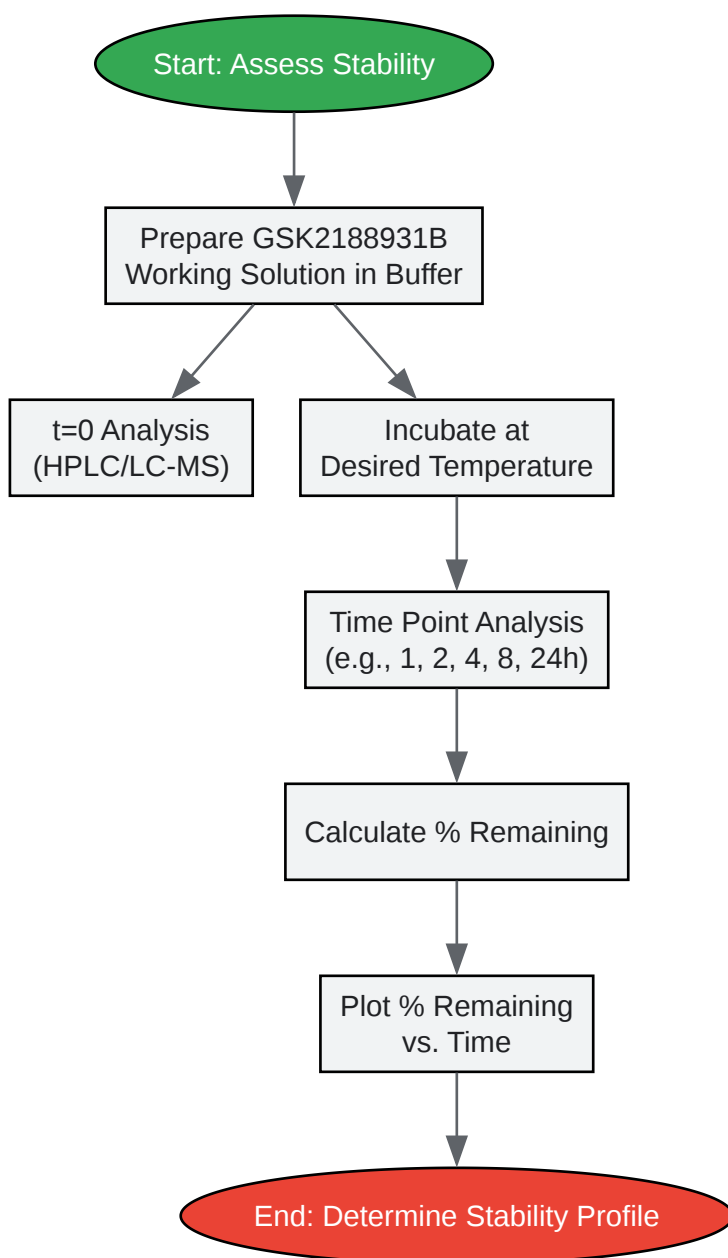 Start: Assess Stability
Prepare GSK2188931B
Working Solution in Buffer
t=0 Analysis
(HPLC/LC-MS)
Incubate at
Desired Temperature
Time Point Analysis
(e.g., 1, 2, 4, 8, 24h)
Calculate % Remaining
Plot % Remaining
vs. Time
End: Determine Stability Profile